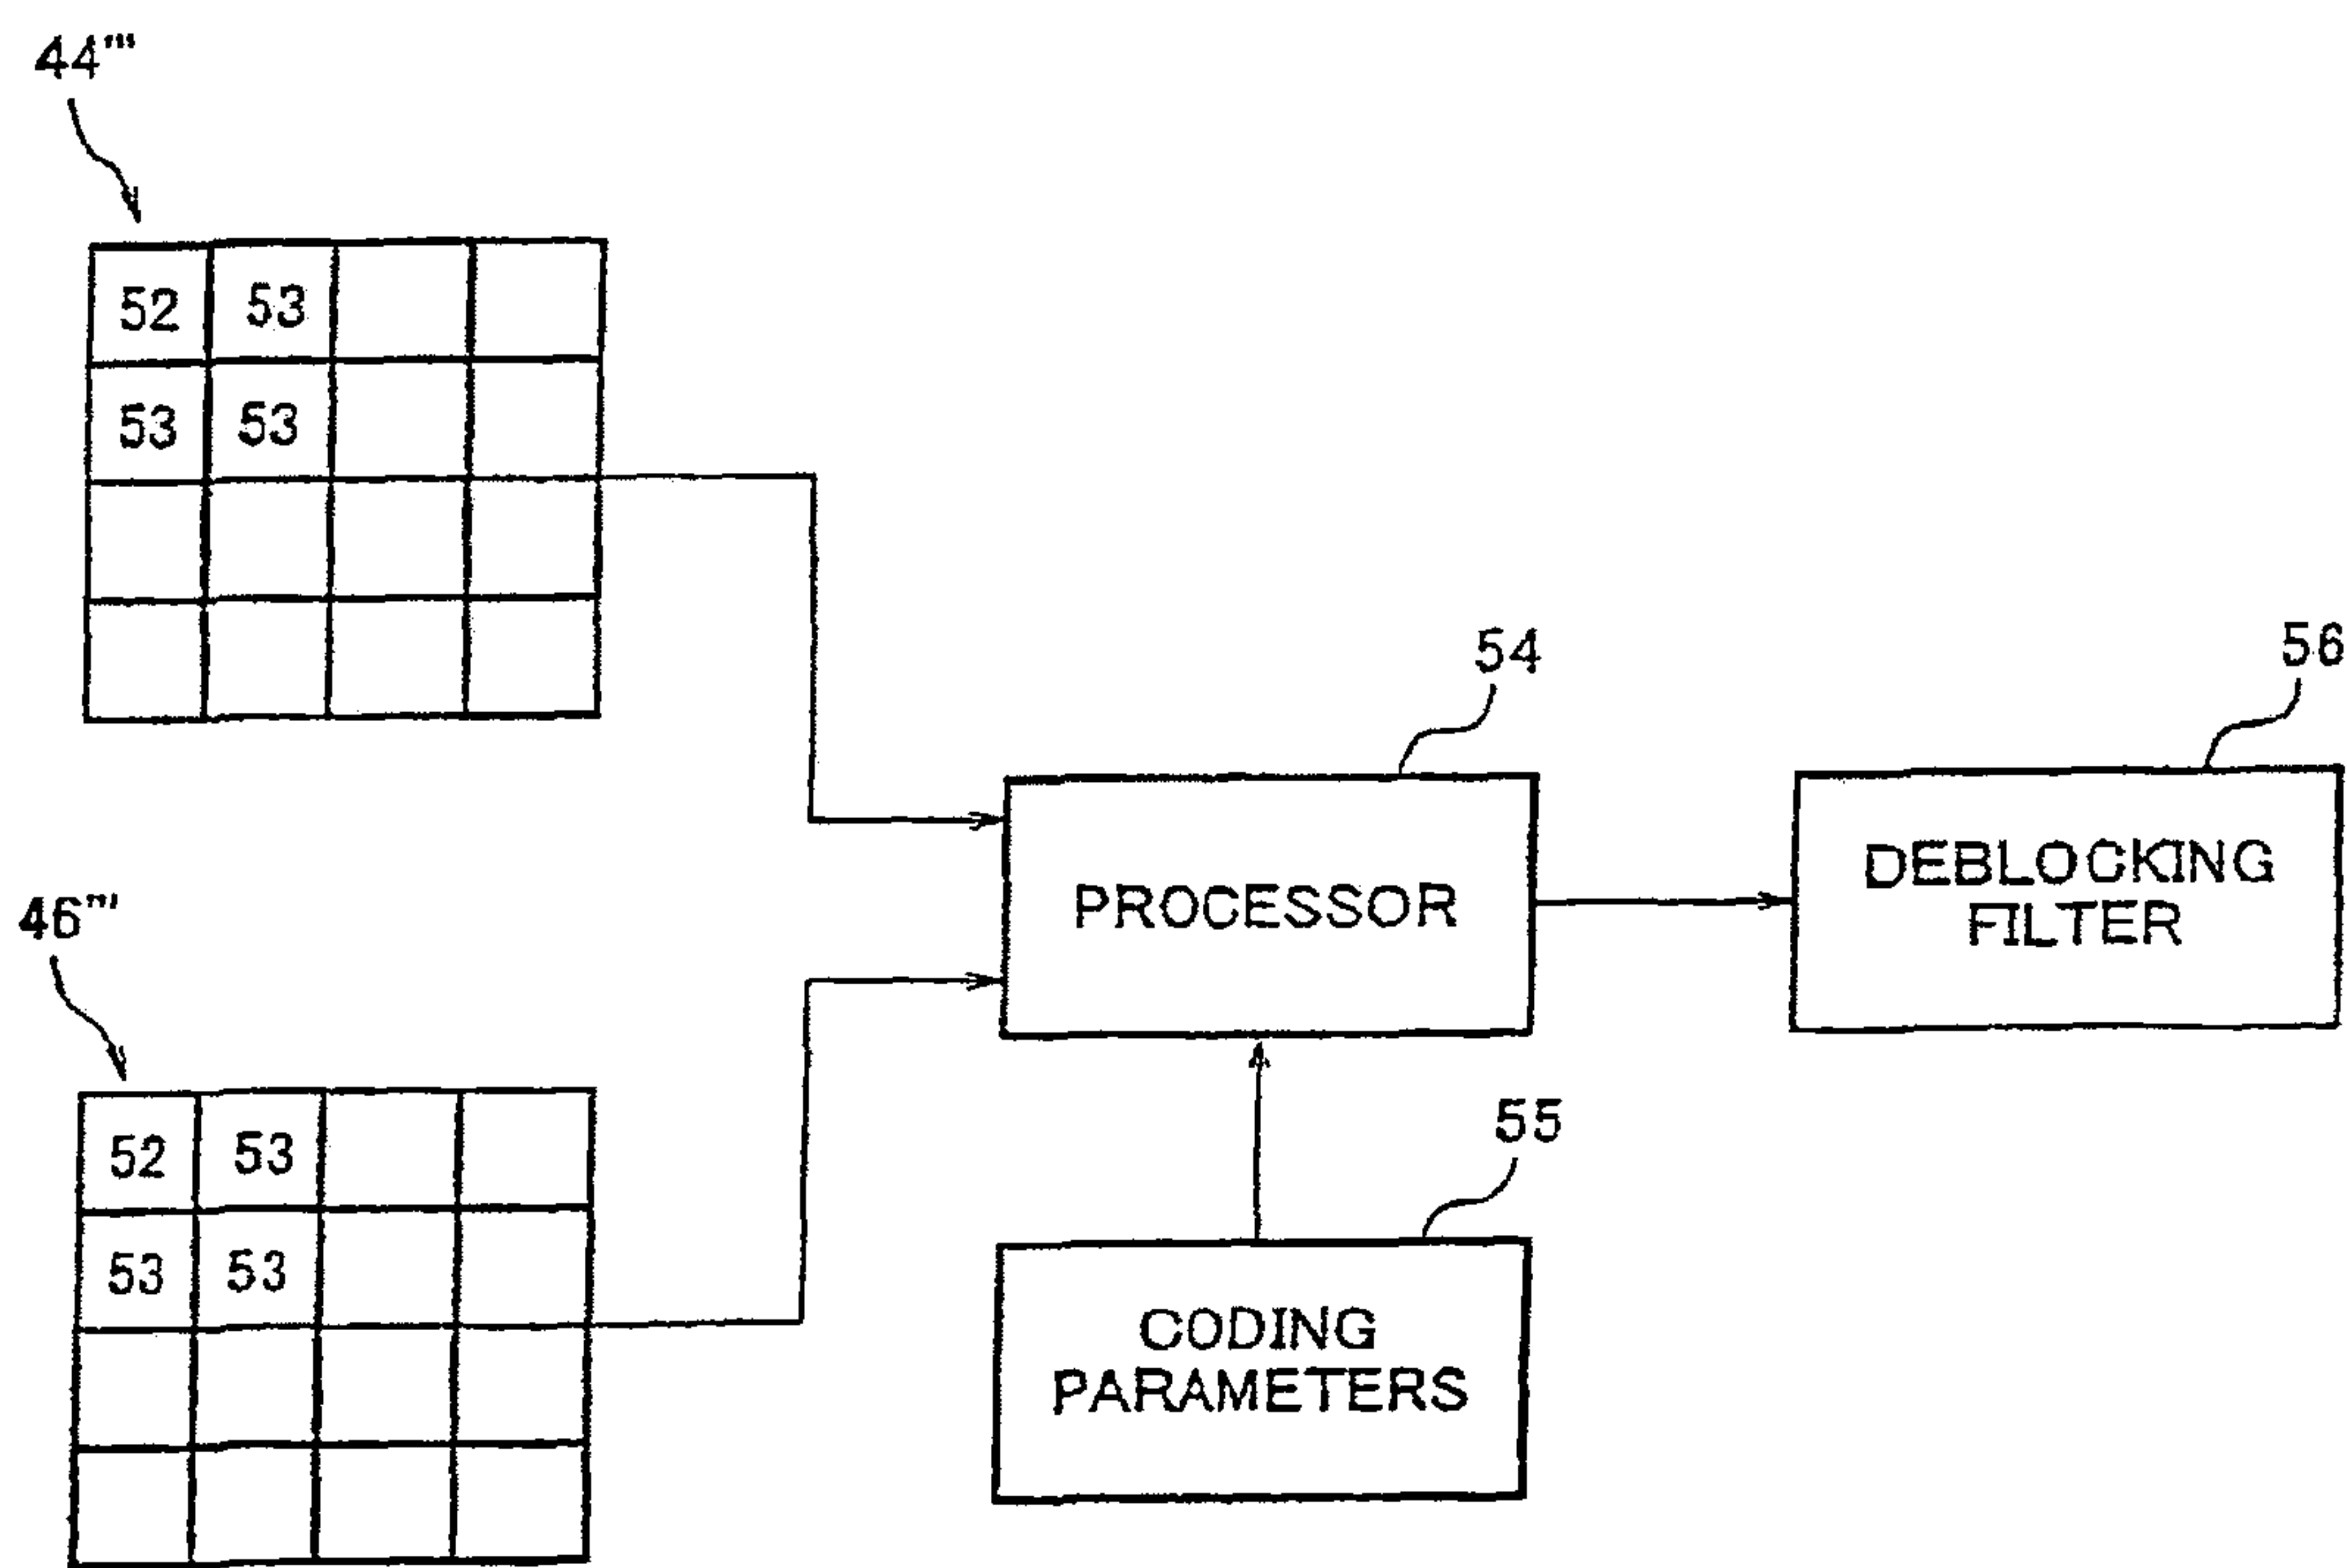 44'''
52 53
53 53
54
56
PROCESSOR
DEBLOCKING
FILTER
46'''
52 53
53 53
55
CODING
PARAMETERS